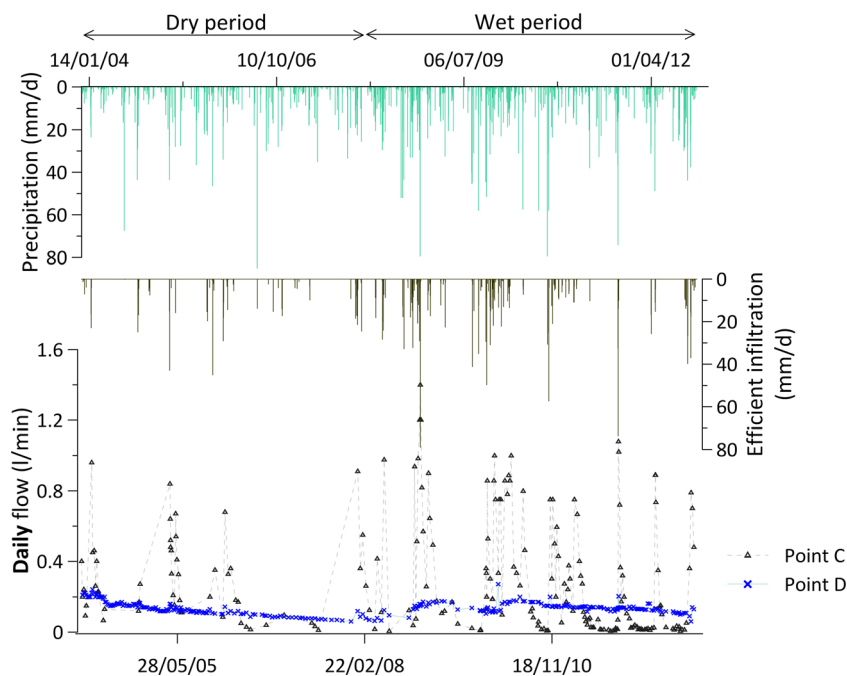 Dry period
Wet period
14/01/04
10/10/06
06/07/09
01/04/12
0
20
40
60
80
Precipitation (mm/d)
0
20
40
60
80
Efficient infiltration
(mm/d)
1.6
1.2
0.8
0.4
0
Daily flow (l/min)
Point C
Point D
28/05/05
22/02/08
18/11/10